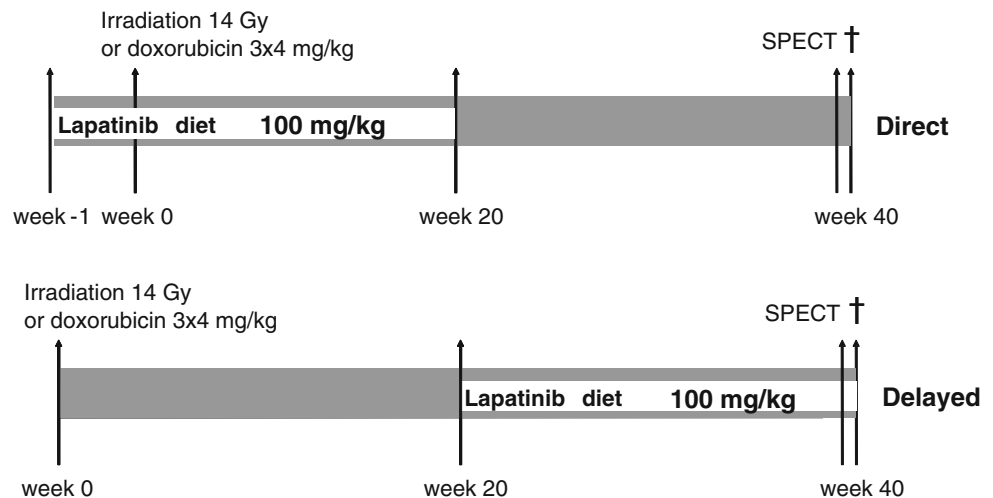 Irradiation 14 Gy
or doxorubicin 3x4 mg/kg
SPECT †
Lapatinib diet 100 mg/kg
Direct
week -1 week 0 week 20 week 40
Irradiation 14 Gy
or doxorubicin 3x4 mg/kg
SPECT †
Lapatinib diet 100 mg/kg
Delayed
week 0 week 20 week 40